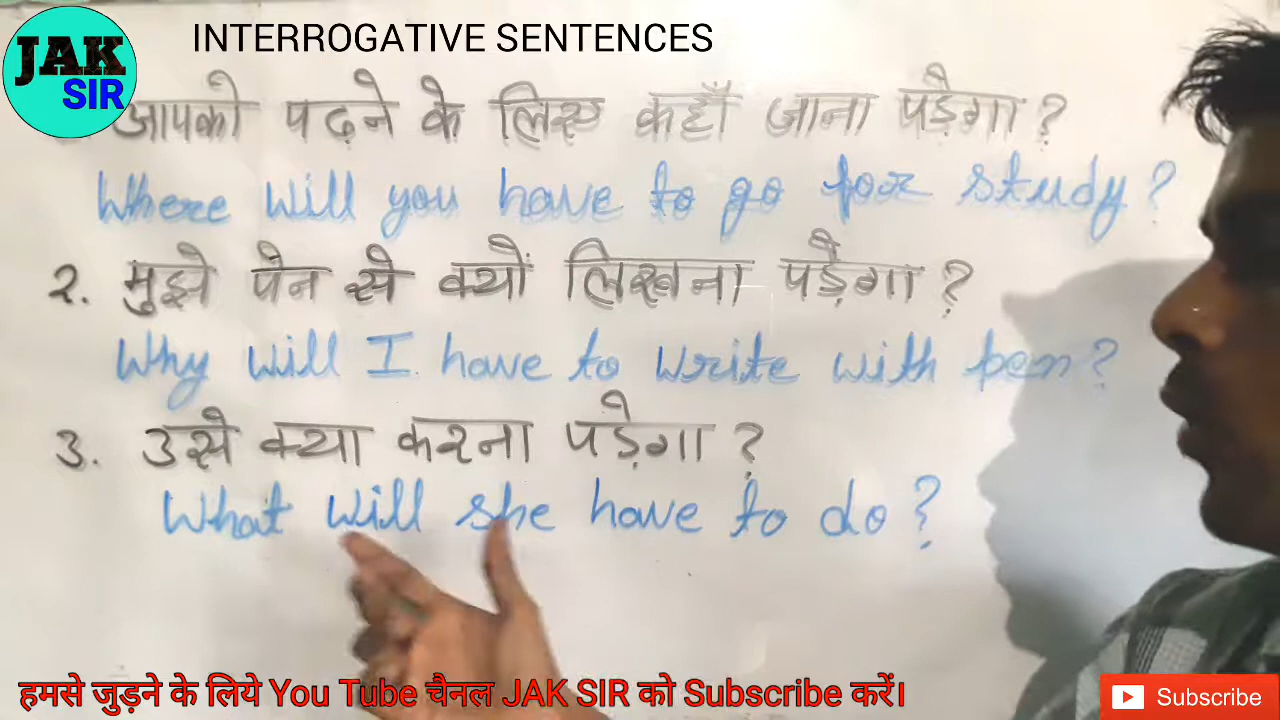 JAK
SIR
INTERROGATIVE SENTENCES
आपको पढ़ने के लिए कहाँ जाना पड़ेगा?
Where will you have to go for study?
२. मुझे पेन से क्यों लिखना पड़ेगा?
Why will I have to write with pen?
३. उसे क्या करना पड़ेगा?
What will she have to do?
हमसे जुड़ने के लिये You Tube चैनल JAK SIR को Subscribe करें।
Subscribe